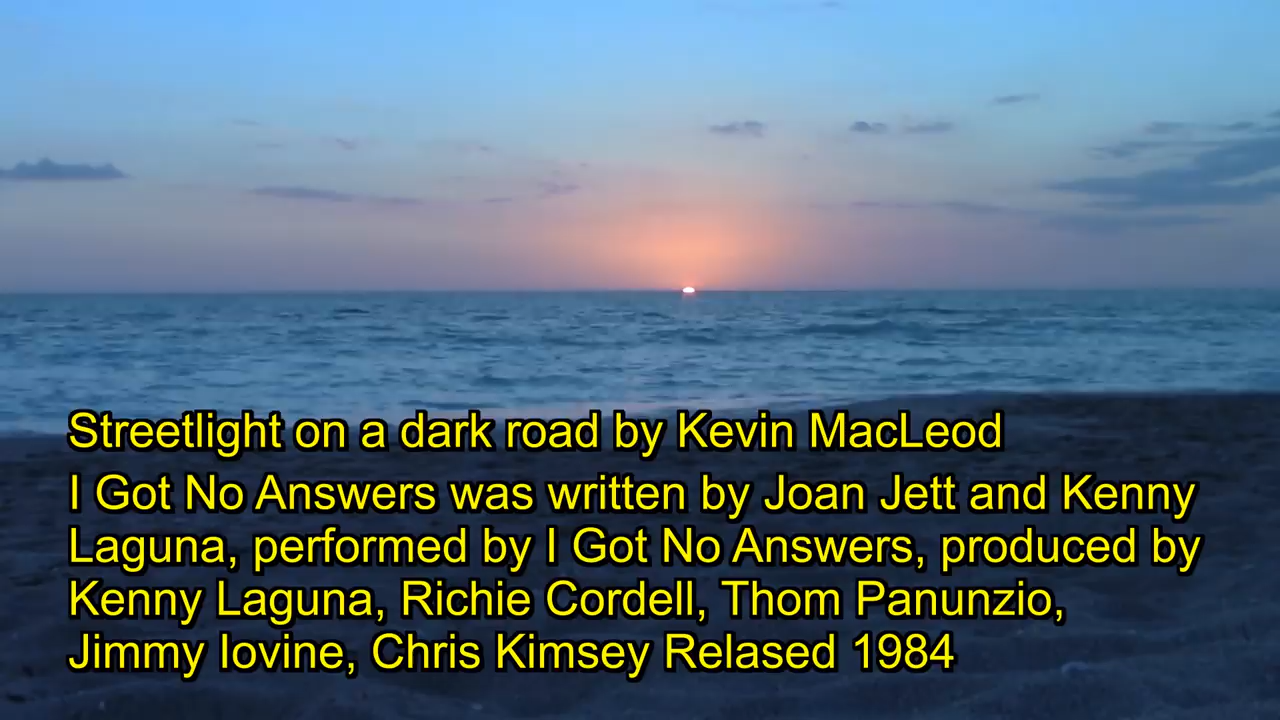 Streetlight on a dark road by Kevin MacLeod
I Got No Answers was written by Joan Jett and Kenny
Laguna, performed by I Got No Answers, produced by
Kenny Laguna, Richie Cordell, Thom Panunzio,
Jimmy Iovine, Chris Kimsey Relased 1984